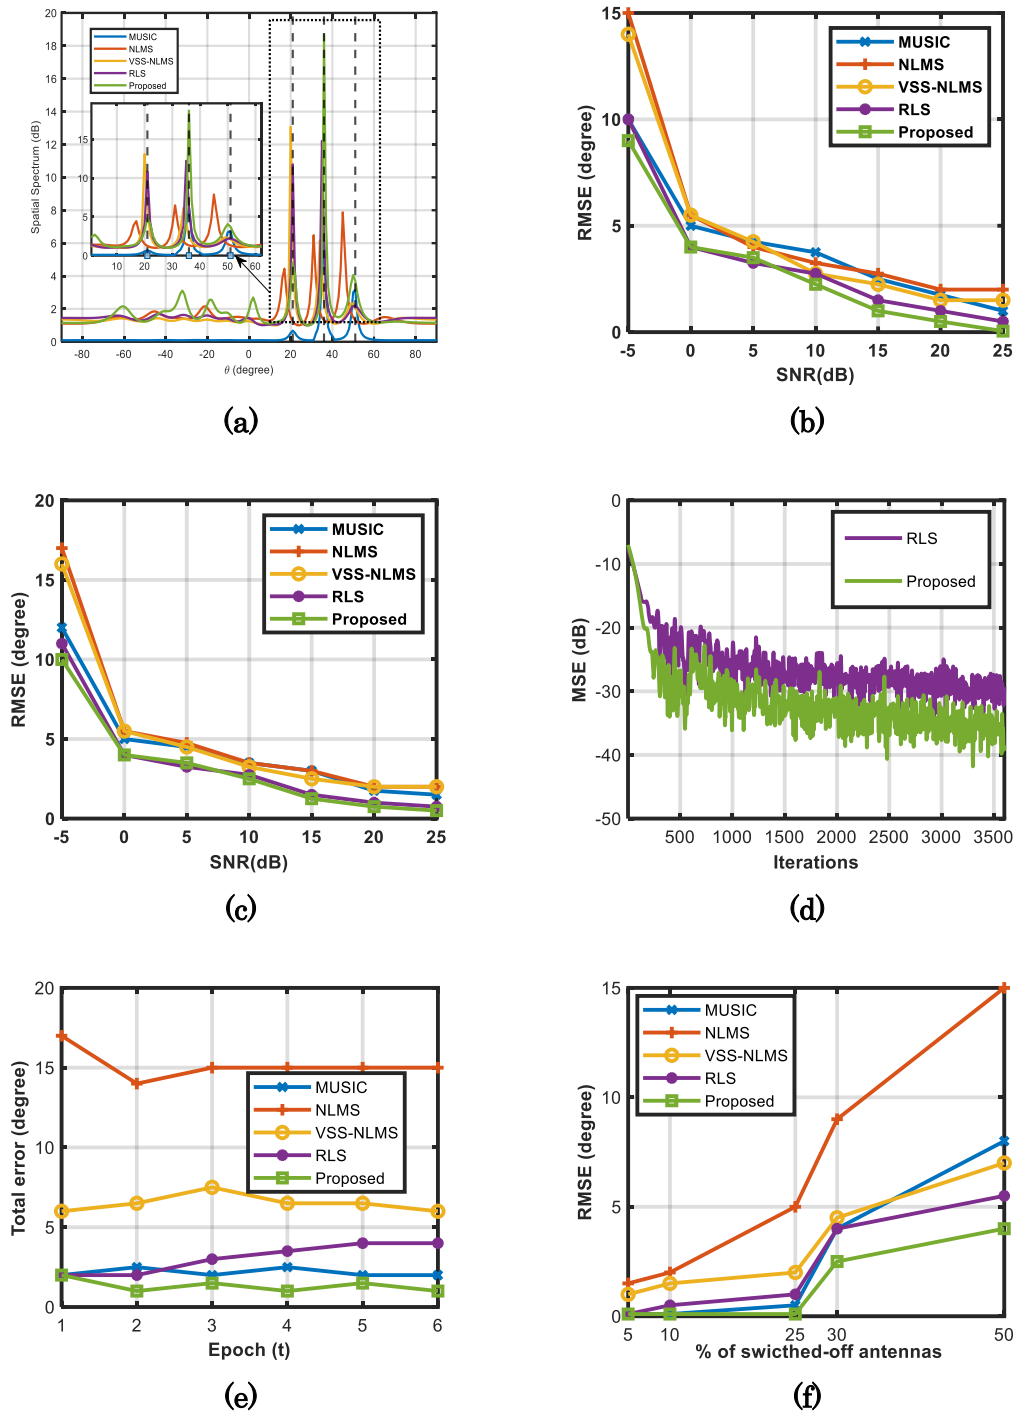 20
18
16
14
12
10
8
6
4
2
0
Spatial Spectrum (dB)
MUSIC
NLMS
VSS-NLMS
RLS
Proposed
15
10
5
0
10 20 30 40 50 60
-80 -60 -40 -20 0 20 40 60 80
θ (degree)
(a)
15
10
5
0
RMSE (degree)
MUSIC
NLMS
VSS-NLMS
RLS
Proposed
-5 0 5 10 15 20 25
SNR(dB)
(b)
20
15
10
5
0
RMSE (degree)
MUSIC
NLMS
VSS-NLMS
RLS
Proposed
-5 0 5 10 15 20 25
SNR(dB)
(c)
0
-10
-20
-30
-40
-50
MSE (dB)
RLS
Proposed
500 1000 1500 2000 2500 3000 3500
Iterations
(d)
20
15
10
5
0
Total error (degree)
MUSIC
NLMS
VSS-NLMS
RLS
Proposed
1 2 3 4 5 6
Epoch (t)
(e)
15
10
5
0
RMSE (degree)
MUSIC
NLMS
VSS-NLMS
RLS
Proposed
5 10 25 30 50
% of swicthed-off antennas
(f)